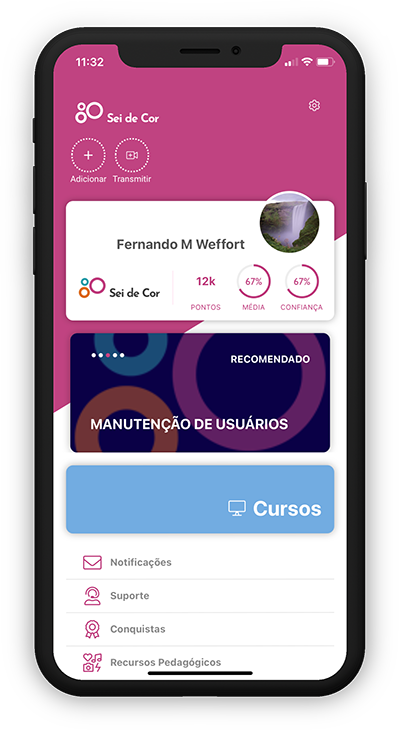 11:32
Sei de Cor
Adicionar Transmitir
Fernando M Weffort
Sei de Cor
12k 67% 67%
PONTOS MÉDIA CONFIANÇA
RECOMENDADO
MANUTENÇÃO DE USUÁRIOS
Cursos
Notificações
Suporte
Conquistas
Recursos Pedagógicos